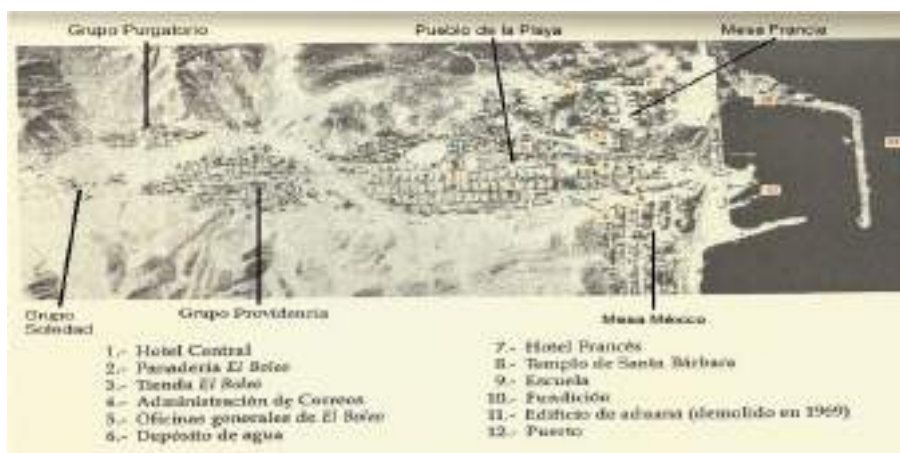 Grupo Purgatorio
Pueblo de la Playa
Mesa Francia
Grupo Soledad
Grupo Providencia
Mesa México
1.- Hotel Central
2.- Panadería El Boleo
3.- Tienda El Boleo
4.- Administración de Correos
5.- Oficinas generales de El Boleo
6.- Depósito de agua
7.- Hotel Francés
8.- Templo de Santa Bárbara
9.- Escuela
10.- Fundición
11.- Edificio de aduana (demolido en 1969)
12.- Puerto